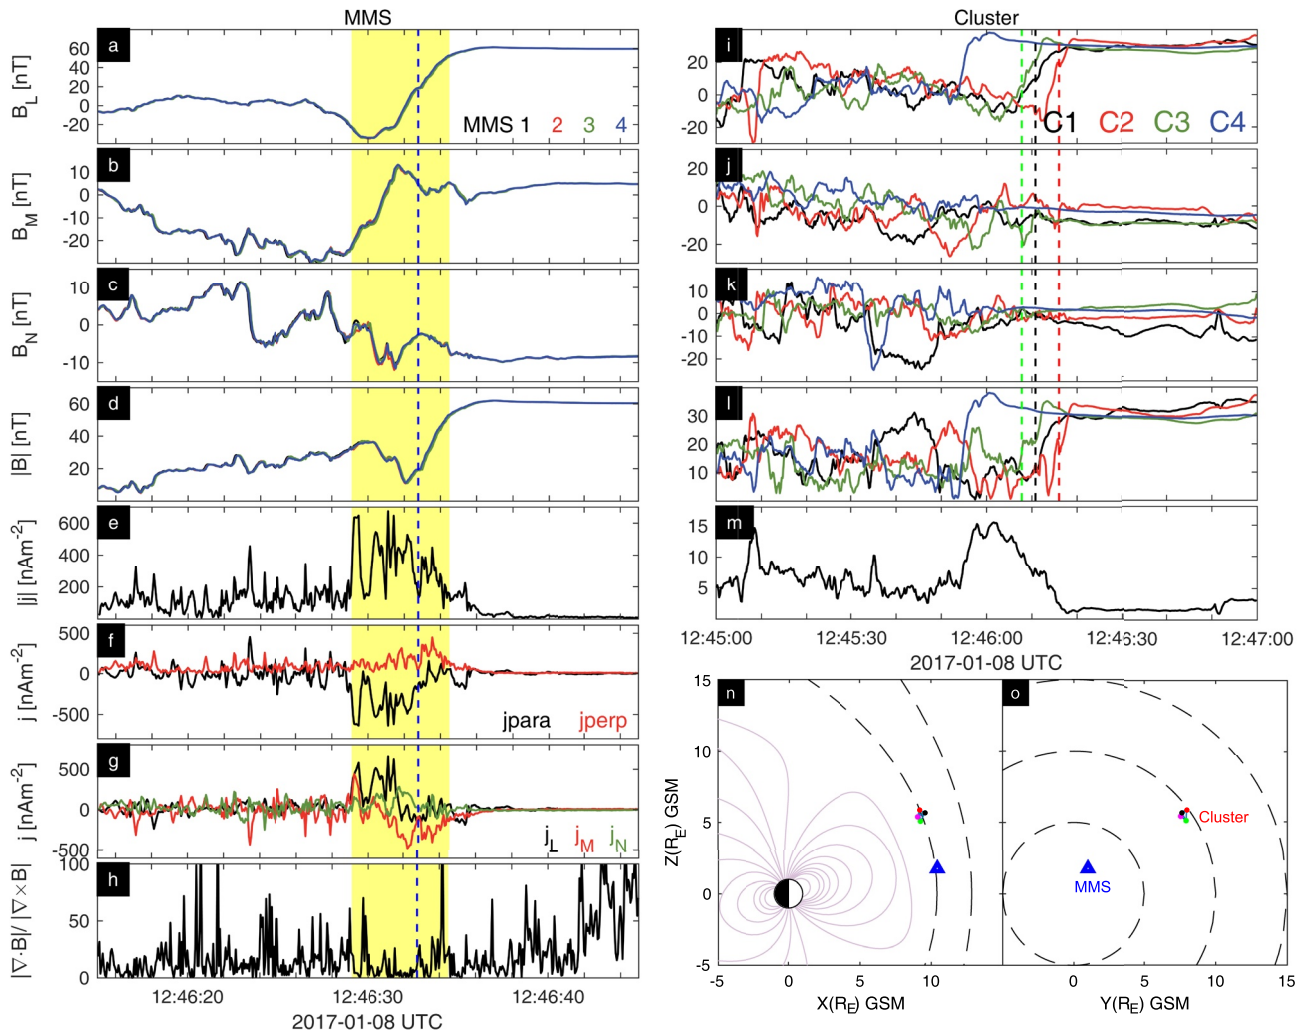 MMS
a
B_L [nT]
60
40
20
0
-20
MMS 1 2 3 4
b
B_M [nT]
10
0
-10
-20
c
B_N [nT]
10
0
-10
d
|B| [nT]
60
40
20
e
|j| [nAm^-2]
600
400
200
f
j [nAm^-2]
500
0
-500
jpara jperp
g
j [nAm^-2]
500
0
-500
j_L j_M j_N
h
|∇·B|/|∇×B|
100
50
0
12:46:20 12:46:30 12:46:40
2017-01-08 UTC
Cluster
i
20
0
-20
C1 C2 C3 C4
j
20
0
-20
k
10
0
-10
-20
l
30
20
10
m
15
10
5
12:45:00 12:45:30 12:46:00 12:45:30 12:47:00
2017-01-08 UTC
n
Z(R_E) GSM
15
10
5
0
-5
-5 0 5 10
X(R_E) GSM
o
Cluster
MMS
-5 0 5 10 15
Y(R_E) GSM